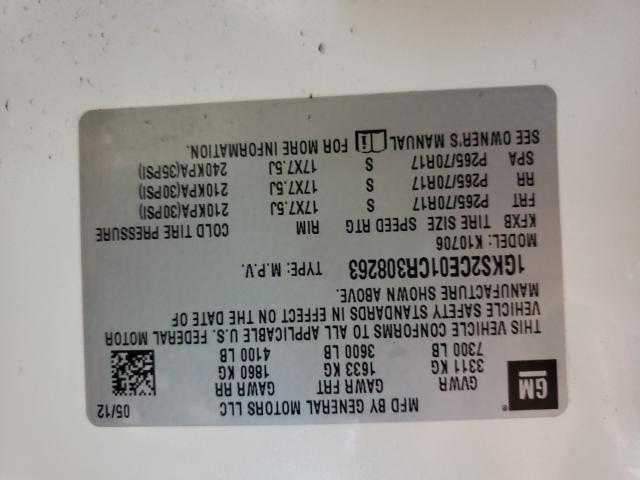 MFD BY GENERAL MOTORS LLC 05/12
GM®
GVWR GAWR FRT GAWR RR
3311 KG 1633 KG 1860 KG
7300 LB 3600 LB 4100 LB
THIS VEHICLE CONFORMS TO ALL APPLICABLE U.S. FEDERAL MOTOR
VEHICLE SAFETY STANDARDS IN EFFECT ON THE DATE OF
MANUFACTURE SHOWN ABOVE.
1GKS2CE01CR308263 TYPE: M.P.V.
MODEL: K10706
KFXB TIRE SIZE SPEED RTG RIM COLD TIRE PRESSURE
FRT P265/70R17 S 17X7.5J 210KPA(30PSI)
RR P265/70R17 S 17X7.5J 210KPA(30PSI)
SPA P265/70R17 S 17X7.5J 240KPA(35PSI)
SEE OWNER'S MANUAL i FOR MORE INFORMATION.